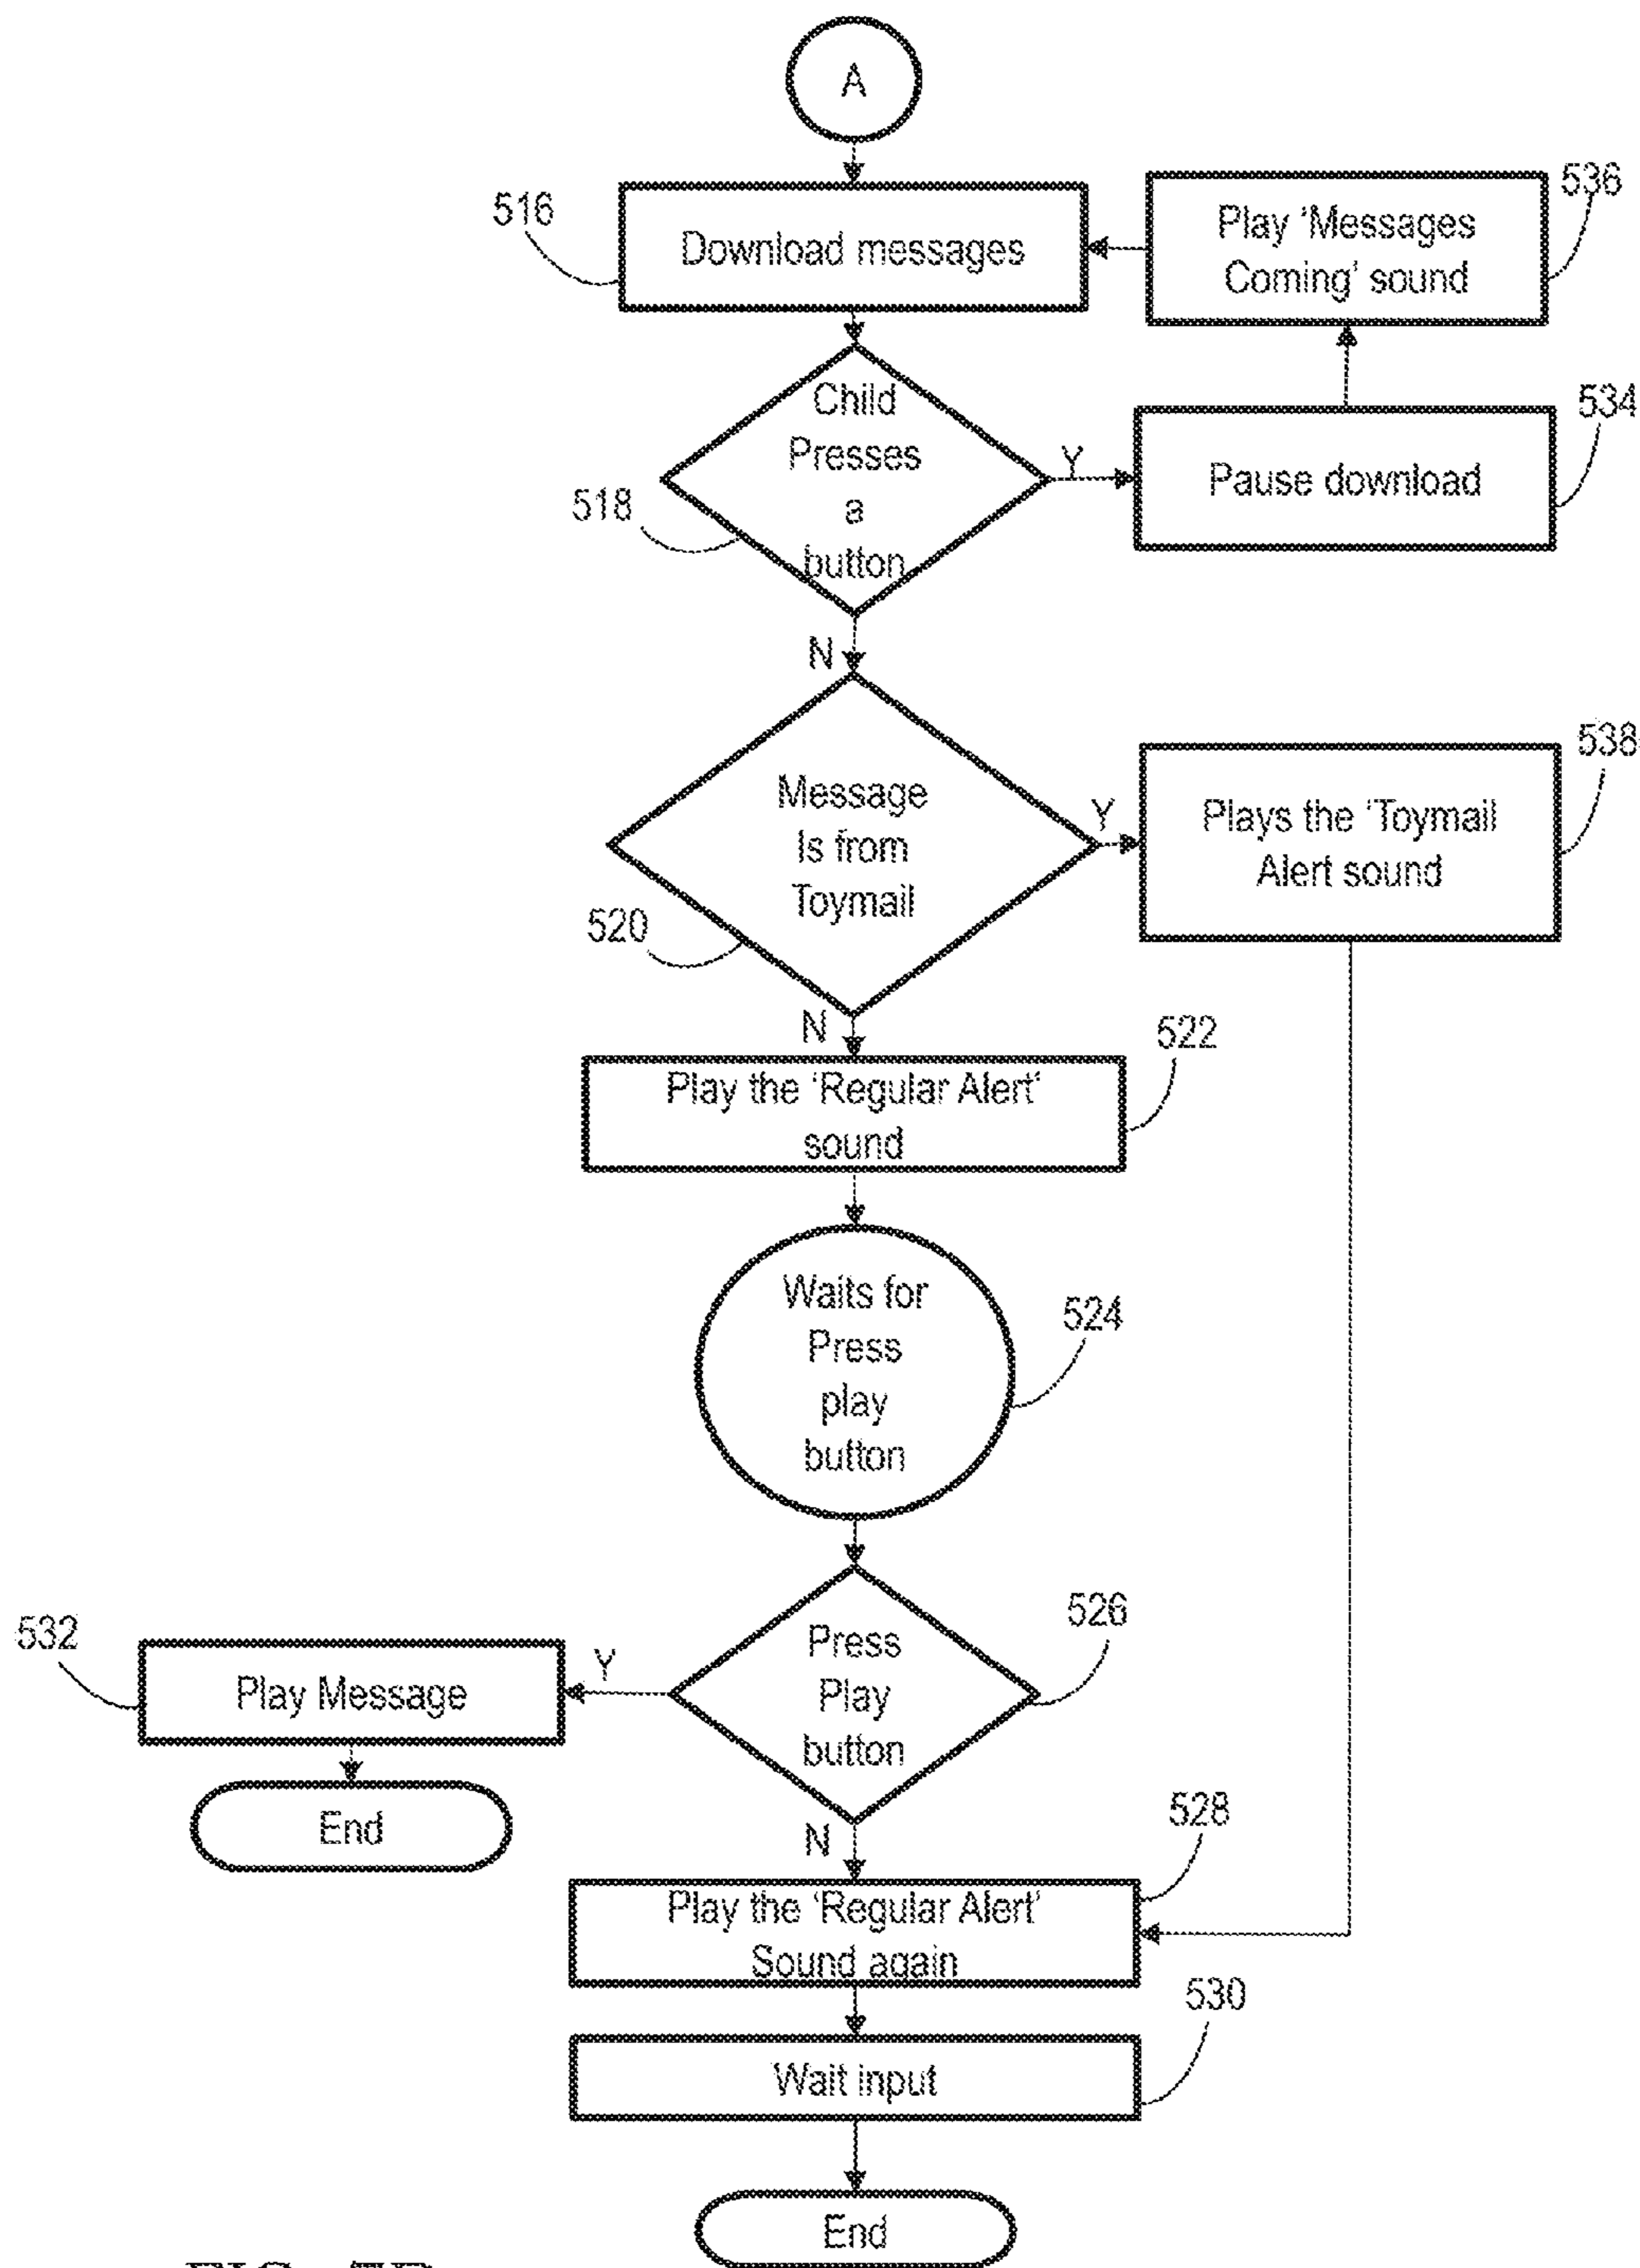 A
516
Download messages
Play 'Messages
Coming' sound
536
Child
Presses
a
button
518
Y
Pause download
534
N
Message
Is from
Toymail
520
Y
Plays the 'Toymail
Alert sound
538
N
Play the 'Regular Alert'
sound
522
Waits for
Press
play
button
524
Press
Play
button
526
Y
532
Play Message
End
N
Play the 'Regular Alert'
Sound again
528
Wait input
530
End